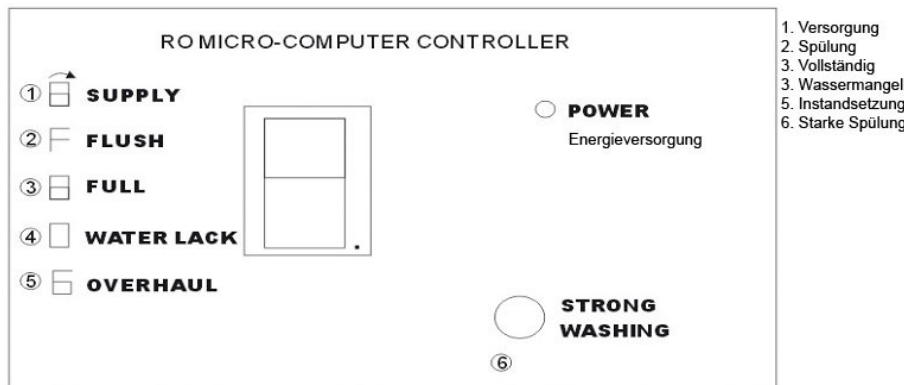 RO MICRO-COMPUTER CONTROLLER
① SUPPLY
② FLUSH
③ FULL
④ WATER LACK
⑤ OVERHAUL
POWER
Energieversorgung
STRONG
WASHING
⑥
1. Versorgung
2. Spülung
3. Vollständig
3. Wassermangel
5. Instandsetzung
6. Starke Spülung